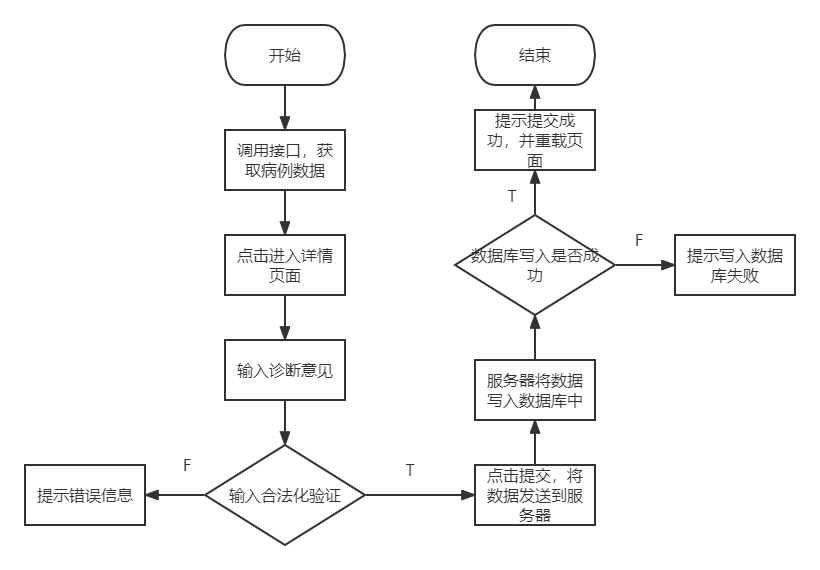 开始
调用接口，获
取病例数据
点击进入详情
页面
输入诊断意见
输入合法化验证
F
提示错误信息
T
点击提交，将
数据发送到服
务器
服务器将数据
写入数据库中
数据库写入是否成
功
F
提示写入数据
库失败
T
提示提交成
功，并重载页
面
结束